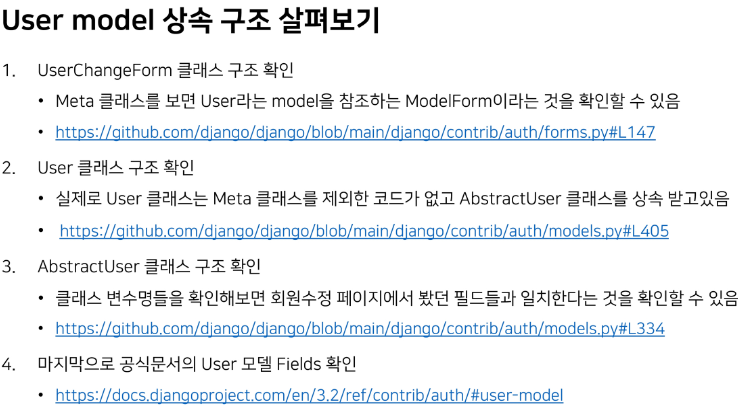 User model 상속 구조 살펴보기
1. UserChangeForm 클래스 구조 확인
• Meta 클래스를 보면 User라는 model을 참조하는 ModelForm이라는 것을 확인할 수 있음
• https://github.com/django/django/blob/main/django/contrib/auth/forms.py#L147
2. User 클래스 구조 확인
• 실제로 User 클래스는 Meta 클래스를 제외한 코드가 없고 AbstractUser 클래스를 상속 받고있음
• https://github.com/django/django/blob/main/django/contrib/auth/models.py#L405
3. AbstractUser 클래스 구조 확인
• 클래스 변수명들을 확인해보면 회원수정 페이지에서 봤던 필드들과 일치한다는 것을 확인할 수 있음
• https://github.com/django/django/blob/main/django/contrib/auth/models.py#L334
4. 마지막으로 공식문서의 User 모델 Fields 확인
• https://docs.djangoproject.com/en/3.2/ref/contrib/auth/#user-model